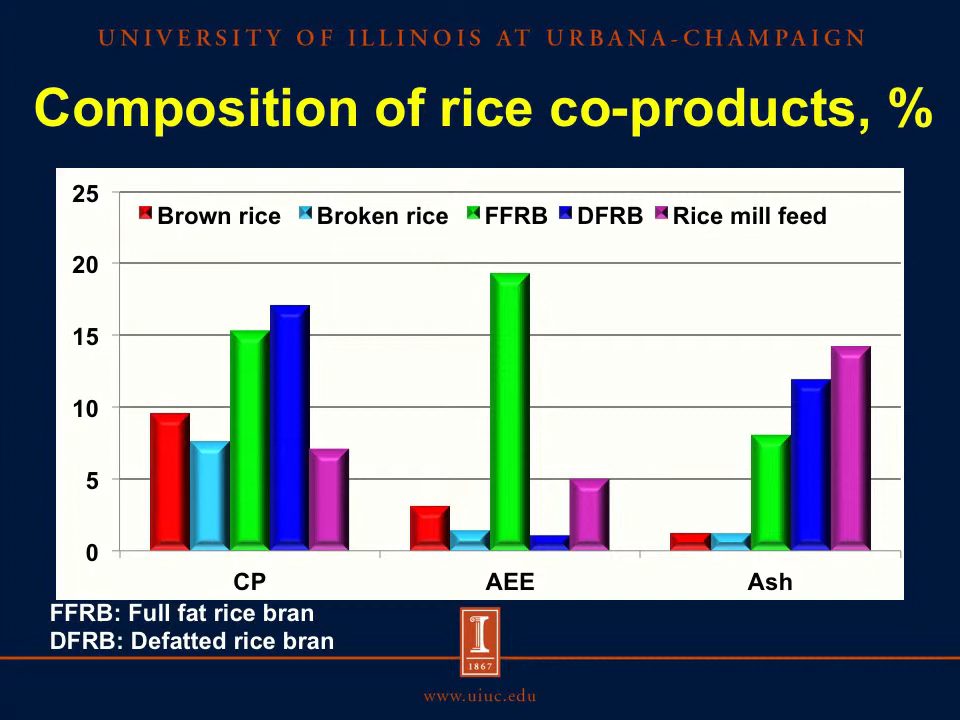 UNIVERSITY OF ILLINOIS AT URBANA-CHAMPAIGN
Composition of rice co-products, %
25
Brown rice Broken rice FFRB DFRB Rice mill feed
20
15
10
5
0
CP AEE Ash
FFRB: Full fat rice bran
DFRB: Defatted rice bran
I
1867
www.uiuc.edu